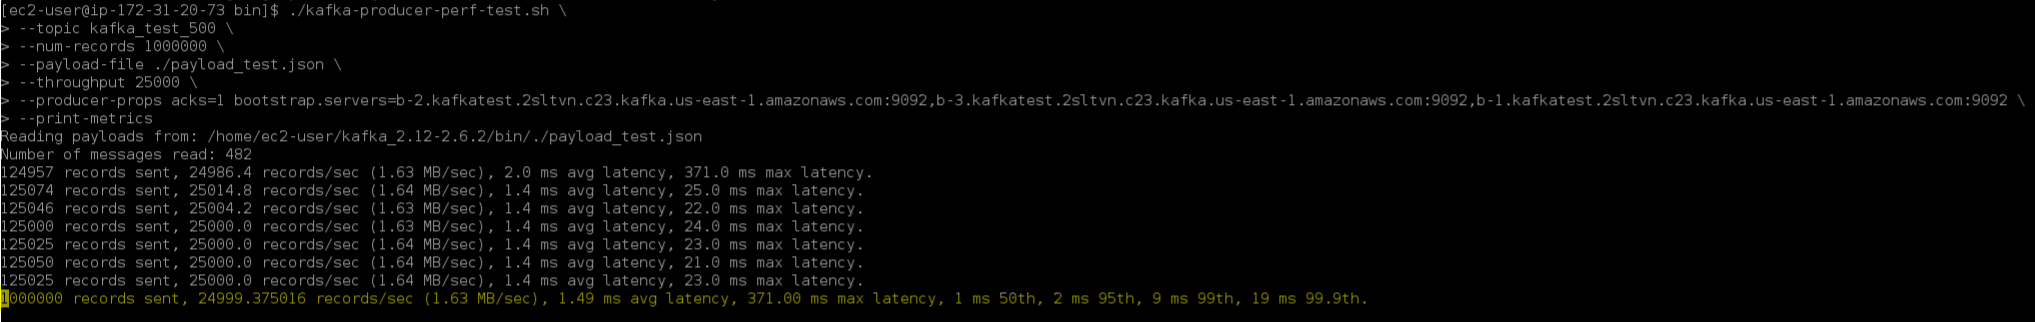 [ec2-user@ip-172-31-20-73 bin]$ ./kafka-producer-perf-test.sh \
> --topic kafka_test_500 \
> --num-records 1000000 \
> --payload-file ./payload_test.json \
> --throughput 25000 \
> --producer-props acks=1 bootstrap.servers=b-2.kafkatest.2sltvn.c23.kafka.us-east-1.amazonaws.com:9092,b-3.kafkatest.2sltvn.c23.kafka.us-east-1.amazonaws.com:9092,b-1.kafkatest.2sltvn.c23.kafka.us-east-1.amazonaws.com:9092 \
> --print-metrics
Reading payloads from: /home/ec2-user/kafka_2.12-2.6.2/bin/./payload_test.json
Number of messages read: 482
124957 records sent, 24986.4 records/sec (1.63 MB/sec), 2.0 ms avg latency, 371.0 ms max latency.
125074 records sent, 25014.8 records/sec (1.64 MB/sec), 1.4 ms avg latency, 25.0 ms max latency.
125046 records sent, 25004.2 records/sec (1.63 MB/sec), 1.4 ms avg latency, 22.0 ms max latency.
125000 records sent, 25000.0 records/sec (1.63 MB/sec), 1.4 ms avg latency, 24.0 ms max latency.
125025 records sent, 25000.0 records/sec (1.64 MB/sec), 1.4 ms avg latency, 23.0 ms max latency.
125050 records sent, 25000.0 records/sec (1.64 MB/sec), 1.4 ms avg latency, 21.0 ms max latency.
125025 records sent, 25000.0 records/sec (1.64 MB/sec), 1.4 ms avg latency, 23.0 ms max latency.
1000000 records sent, 24999.375016 records/sec (1.63 MB/sec), 1.49 ms avg latency, 371.00 ms max latency, 1 ms 50th, 2 ms 95th, 9 ms 99th, 19 ms 99.9th.